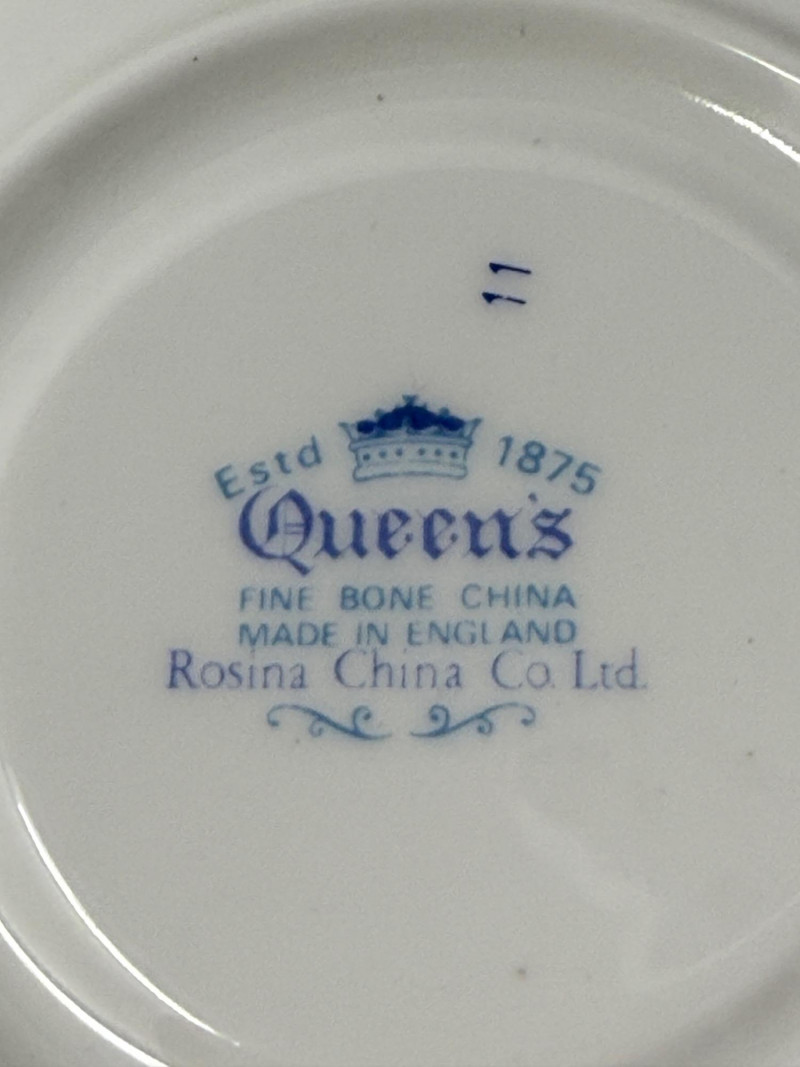 11
Estd 1875
Queen's
FINE BONE CHINA
MADE IN ENGLAND
Rosina China Co. Ltd.